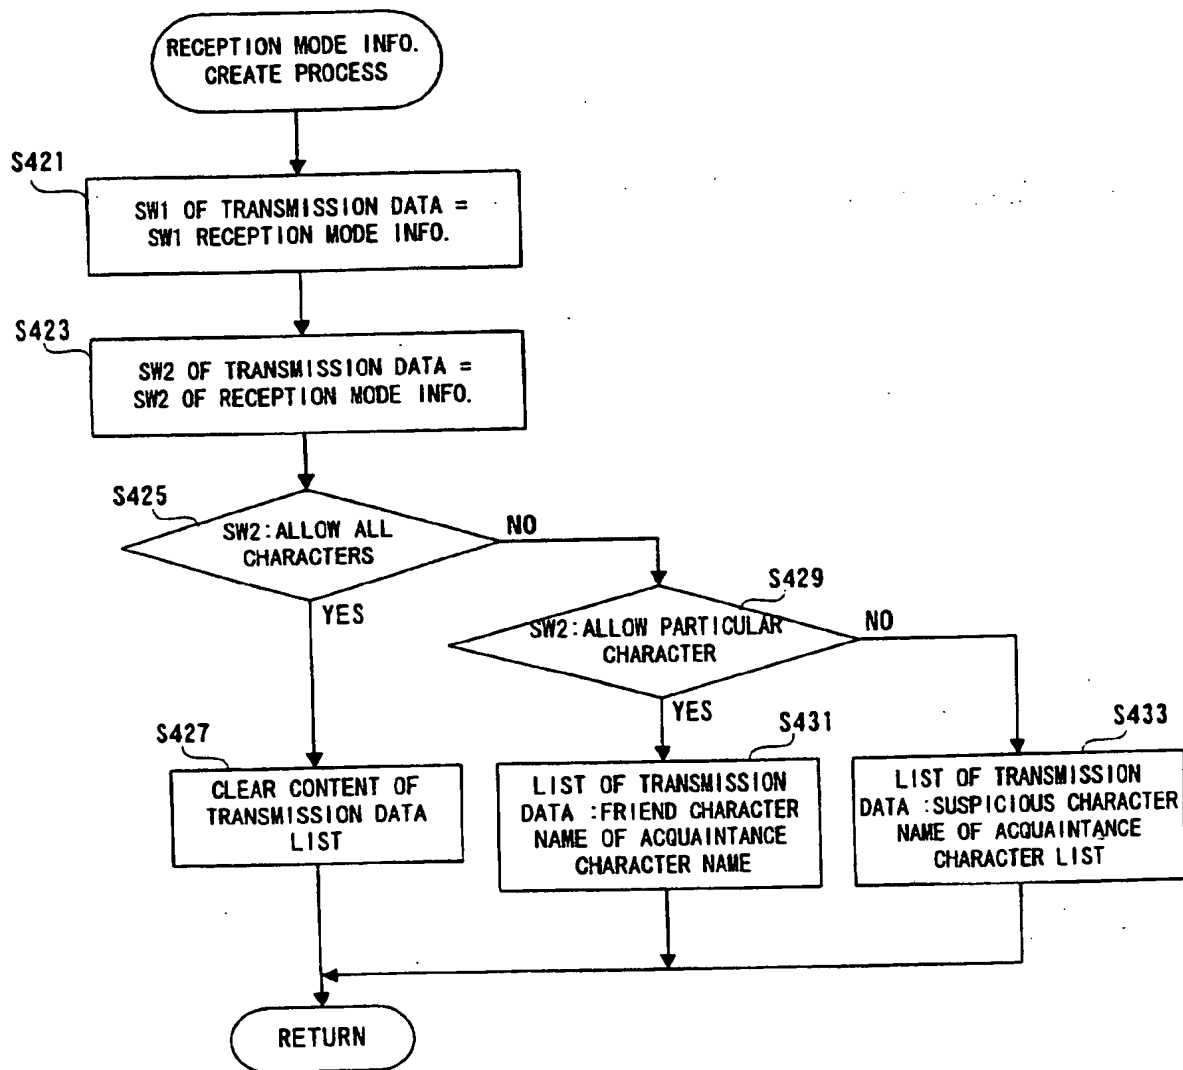 RECEPTION MODE INFO.
CREATE PROCESS
S421
SW1 OF TRANSMISSION DATA =
SW1 RECEPTION MODE INFO.
S423
SW2 OF TRANSMISSION DATA =
SW2 OF RECEPTION MODE INFO.
S425
SW2:ALLOW ALL
CHARACTERS
NO
YES
S429
SW2:ALLOW PARTICULAR
CHARACTER
NO
YES
S427
CLEAR CONTENT OF
TRANSMISSION DATA
LIST
S431
LIST OF TRANSMISSION
DATA :FRIEND CHARACTER
NAME OF ACQUAINTANCE
CHARACTER NAME
S433
LIST OF TRANSMISSION
DATA :SUSPICIOUS CHARACTER
NAME OF ACQUAINTANCE
CHARACTER LIST
RETURN